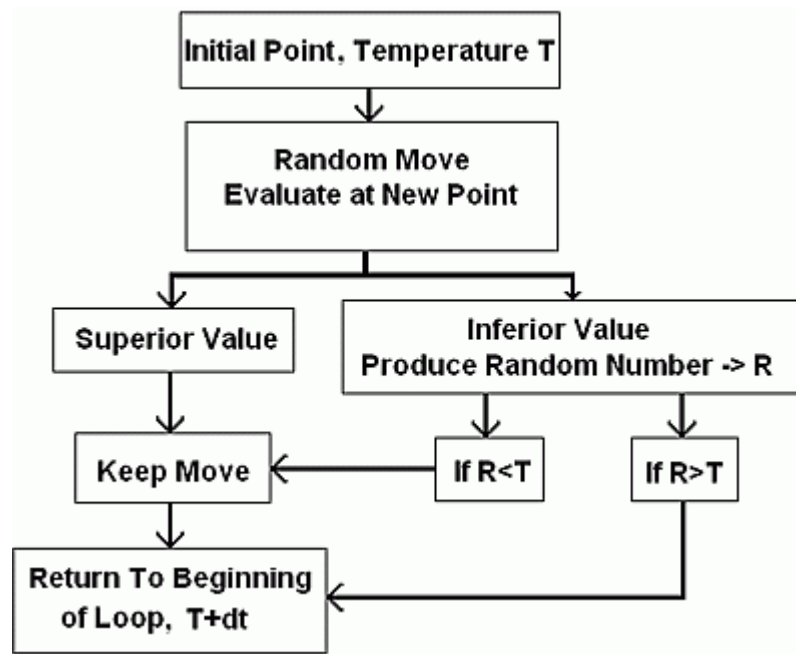 Initial Point, Temperature T
Random Move
Evaluate at New Point
Superior Value
Inferior Value
Produce Random Number -> R
Keep Move
If R<T
If R>T
Return To Beginning
of Loop, T+dt